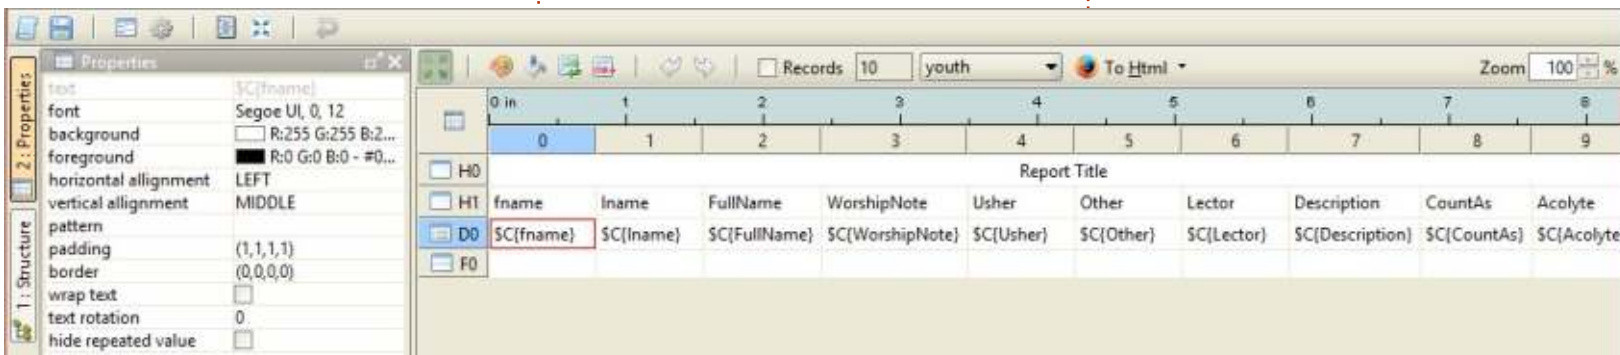 Properties
text $C{fname}
font Segoe UI, 0, 12
background R:255 G:255 B:2...
foreground R:0 G:0 B:0 - #0...
horizontal allignment LEFT
vertical allignment MIDDLE
pattern
padding (1,1,1,1)
border (0,0,0,0)
wrap text
text rotation 0
hide repeated value
2 : Properties
1 : Structure
Records 10 youth To Html Zoom 100 %
0 in 1 2 3 4 5 6 7 8
0 1 2 3 4 5 6 7 8 9
H0 Report Title
H1 fname lname FullName WorshipNote Usher Other Lector Description CountAs Acolyte
D0 $C{fname} $C{lname} $C{FullName} $C{WorshipNote} $C{Usher} $C{Other} $C{Lector} $C{Description} $C{CountAs} $C{Acolyte
F0